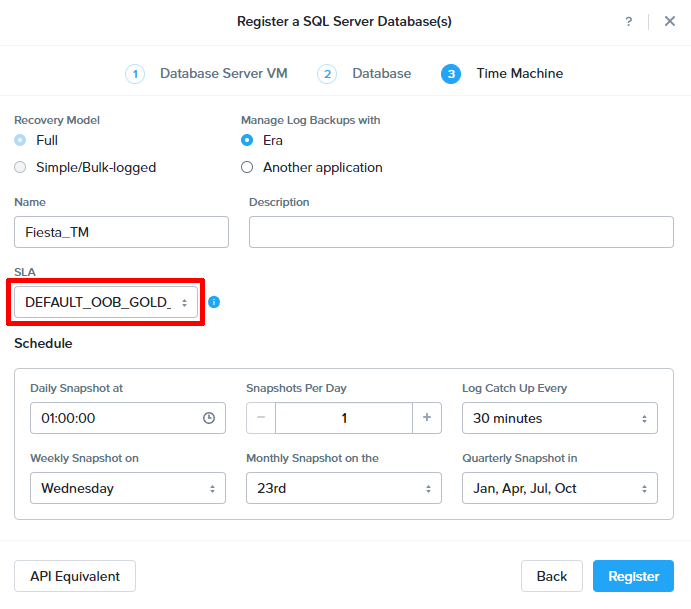 Register a SQL Server Database(s)
?
1 Database Server VM 2 Database 3 Time Machine
Recovery Model Manage Log Backups with
Full Era
Simple/Bulk-logged Another application
Name Description
Fiesta_TM
SLA
DEFAULT_OOB_GOLD_
i
Schedule
Daily Snapshot at Snapshots Per Day Log Catch Up Every
01:00:00 − 1 + 30 minutes
Weekly Snapshot on Monthly Snapshot on the Quarterly Snapshot in
Wednesday 23rd Jan, Apr, Jul, Oct
API Equivalent Back Register